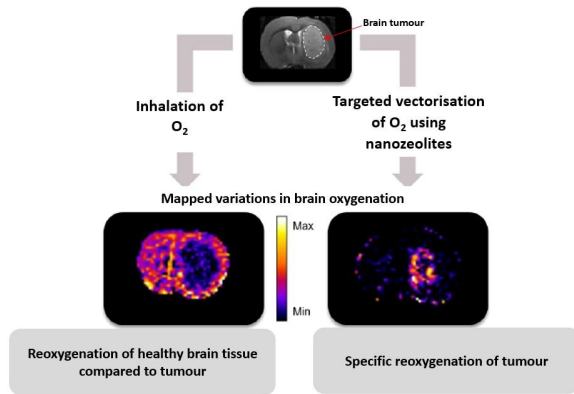 Brain tumour
Inhalation of
O₂
Targeted vectorisation
of O₂ using
nanozeolites
Mapped variations in brain oxygenation
Max
Min
Reoxygenation of healthy brain tissue
compared to tumour
Specific reoxygenation of tumour